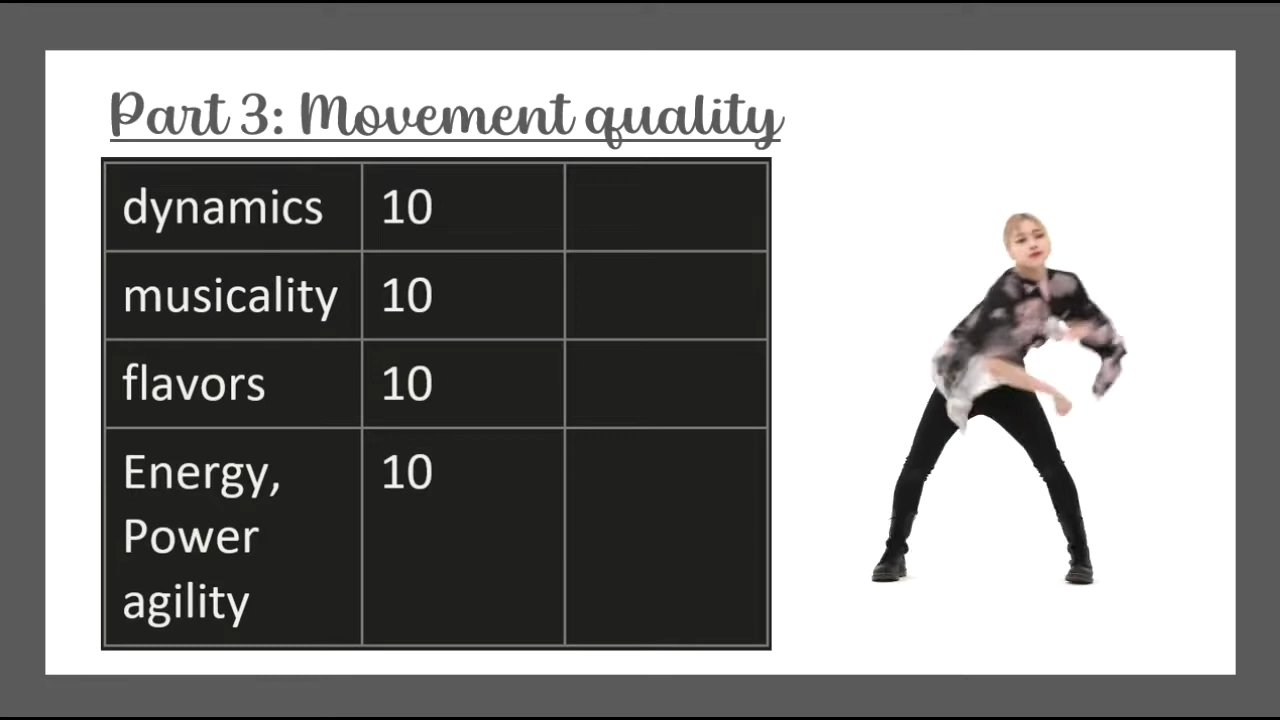 Part 3: Movement quality
dynamics 10
musicality 10
flavors 10
Energy, 10
Power
agility